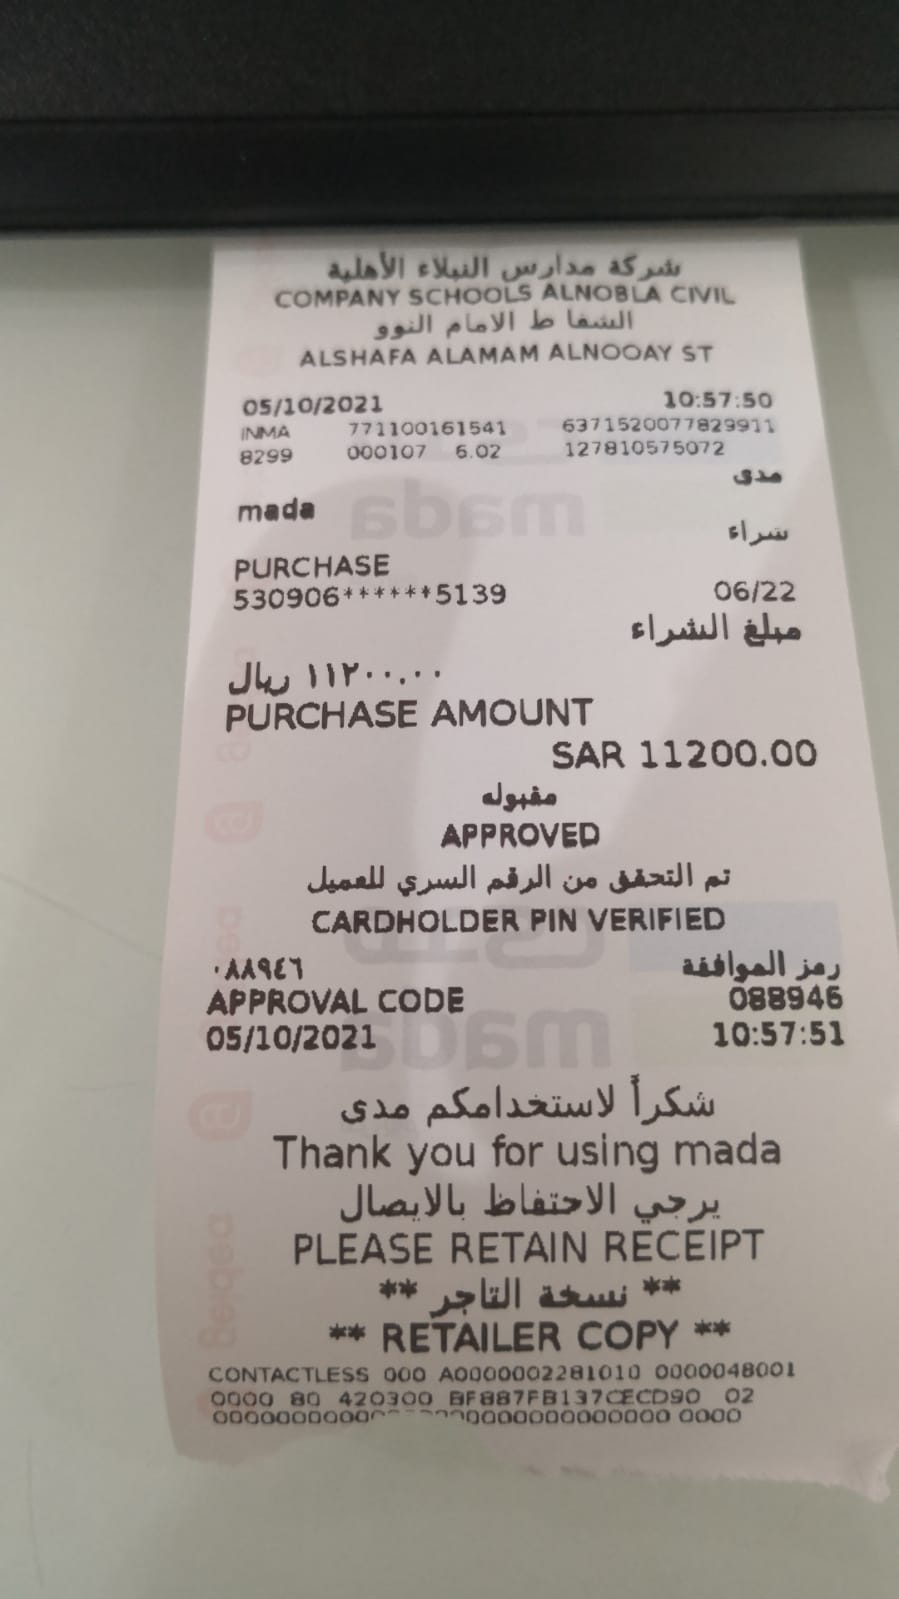 شركة مدارس النبلاء الأهلية
COMPANY SCHOOLS ALNOBLA CIVIL
الشفا ط الامام النوو
ALSHAFA ALAMAM ALNOOAY ST
05/10/2021 10:57:50
INMA 771100161541 6371520077829911
8299 000107 6.02 127810575072
مدى
mada
شراء
PURCHASE
530906******5139 06/22
مبلغ الشراء
١١٢٠٠.٠٠ ريال
PURCHASE AMOUNT
SAR 11200.00
مقبوله
APPROVED
تم التحقق من الرقم السري للعميل
CARDHOLDER PIN VERIFIED
رمز الموافقة ٠٨٨٩٤٦
APPROVAL CODE 088946
05/10/2021 10:57:51
شكراً لاستخدامكم مدى
Thank you for using mada
يرجي الاحتفاظ بالايصال
PLEASE RETAIN RECEIPT
** نسخة التاجر **
** RETAILER COPY **
CONTACTLESS 000 A0000002281010 0000048001
0000 80 420300 BF887FB137CECD90 02
0000